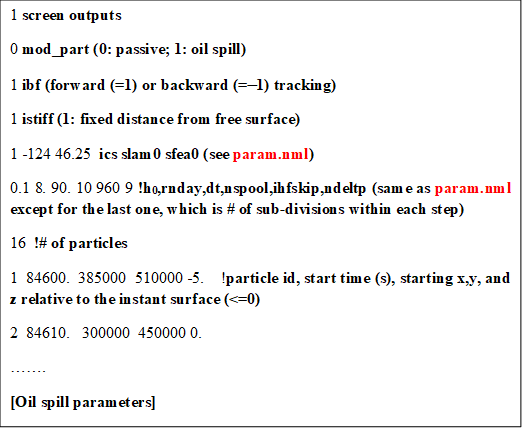 1 screen outputs
0 mod_part (0: passive; 1: oil spill)
1 ibf (forward (=1) or backward (=−1) tracking)
1 istiff (1: fixed distance from free surface)
1 -124 46.25 ics slam0 sfea0 (see param.nml)
0.1 8. 90. 10 960 9 !h₀,rnday,dt,nspool,ihfskip,ndeltp (same as param.nml
except for the last one, which is # of sub-divisions within each step)
16 !# of particles
1 84600. 385000 510000 -5. !particle id, start time (s), starting x,y, and
z relative to the instant surface (<=0)
2 84610. 300000 450000 0.
…….
[Oil spill parameters]